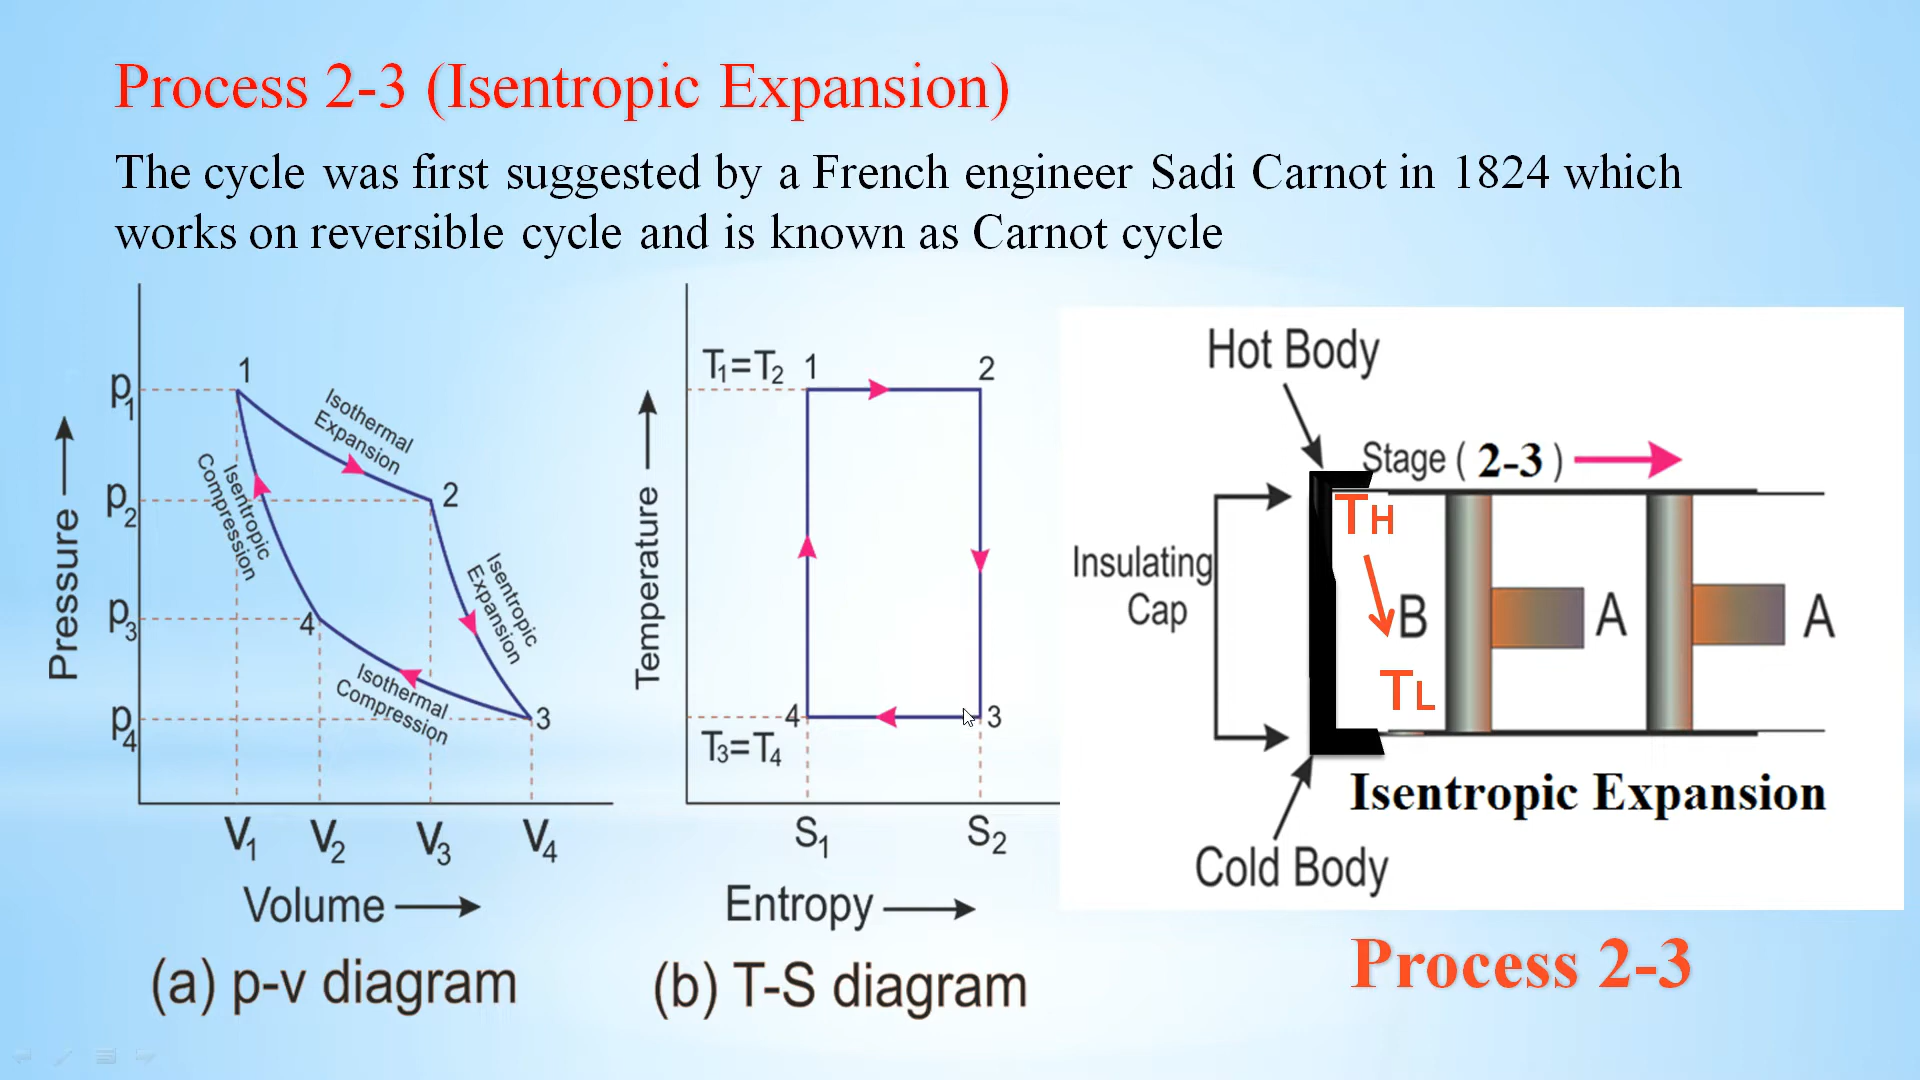 Process 2-3 (Isentropic Expansion)
The cycle was first suggested by a French engineer Sadi Carnot in 1824 which
works on reversible cycle and is known as Carnot cycle
Pressure
p1
p2
p3
p4
1
2
3
4
Isothermal
Expansion
Isentropic
Compression
Isentropic
Expansion
Isothermal
Compression
V1
V2
V3
V4
Volume
(a) p-v diagram
Temperature
T1=T2
1
2
4
3
T3=T4
S1
S2
Entropy
(b) T-S diagram
Hot Body
Stage ( 2-3 )
TH
Insulating
Cap
B
A
A
TL
Isentropic Expansion
Cold Body
Process 2-3